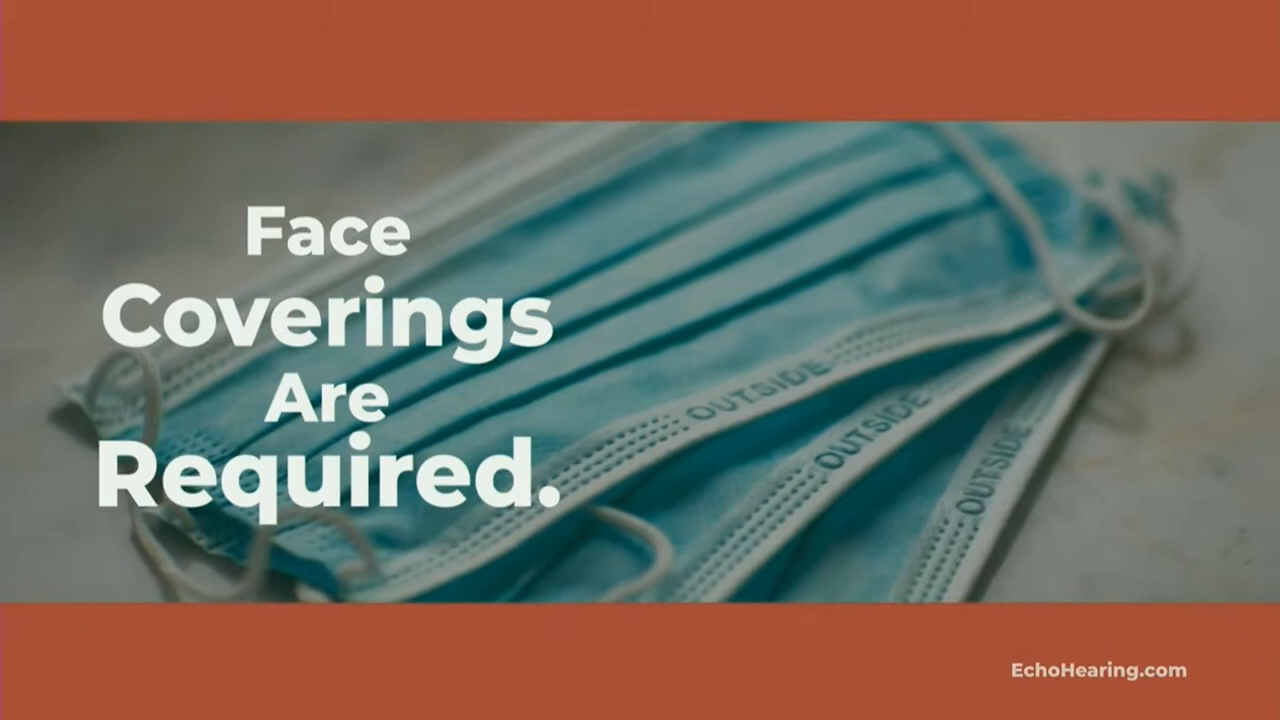 Face
Coverings
Are
Required.
OUTSIDE
OUTSIDE
OUTSIDE
EchoHearing.com